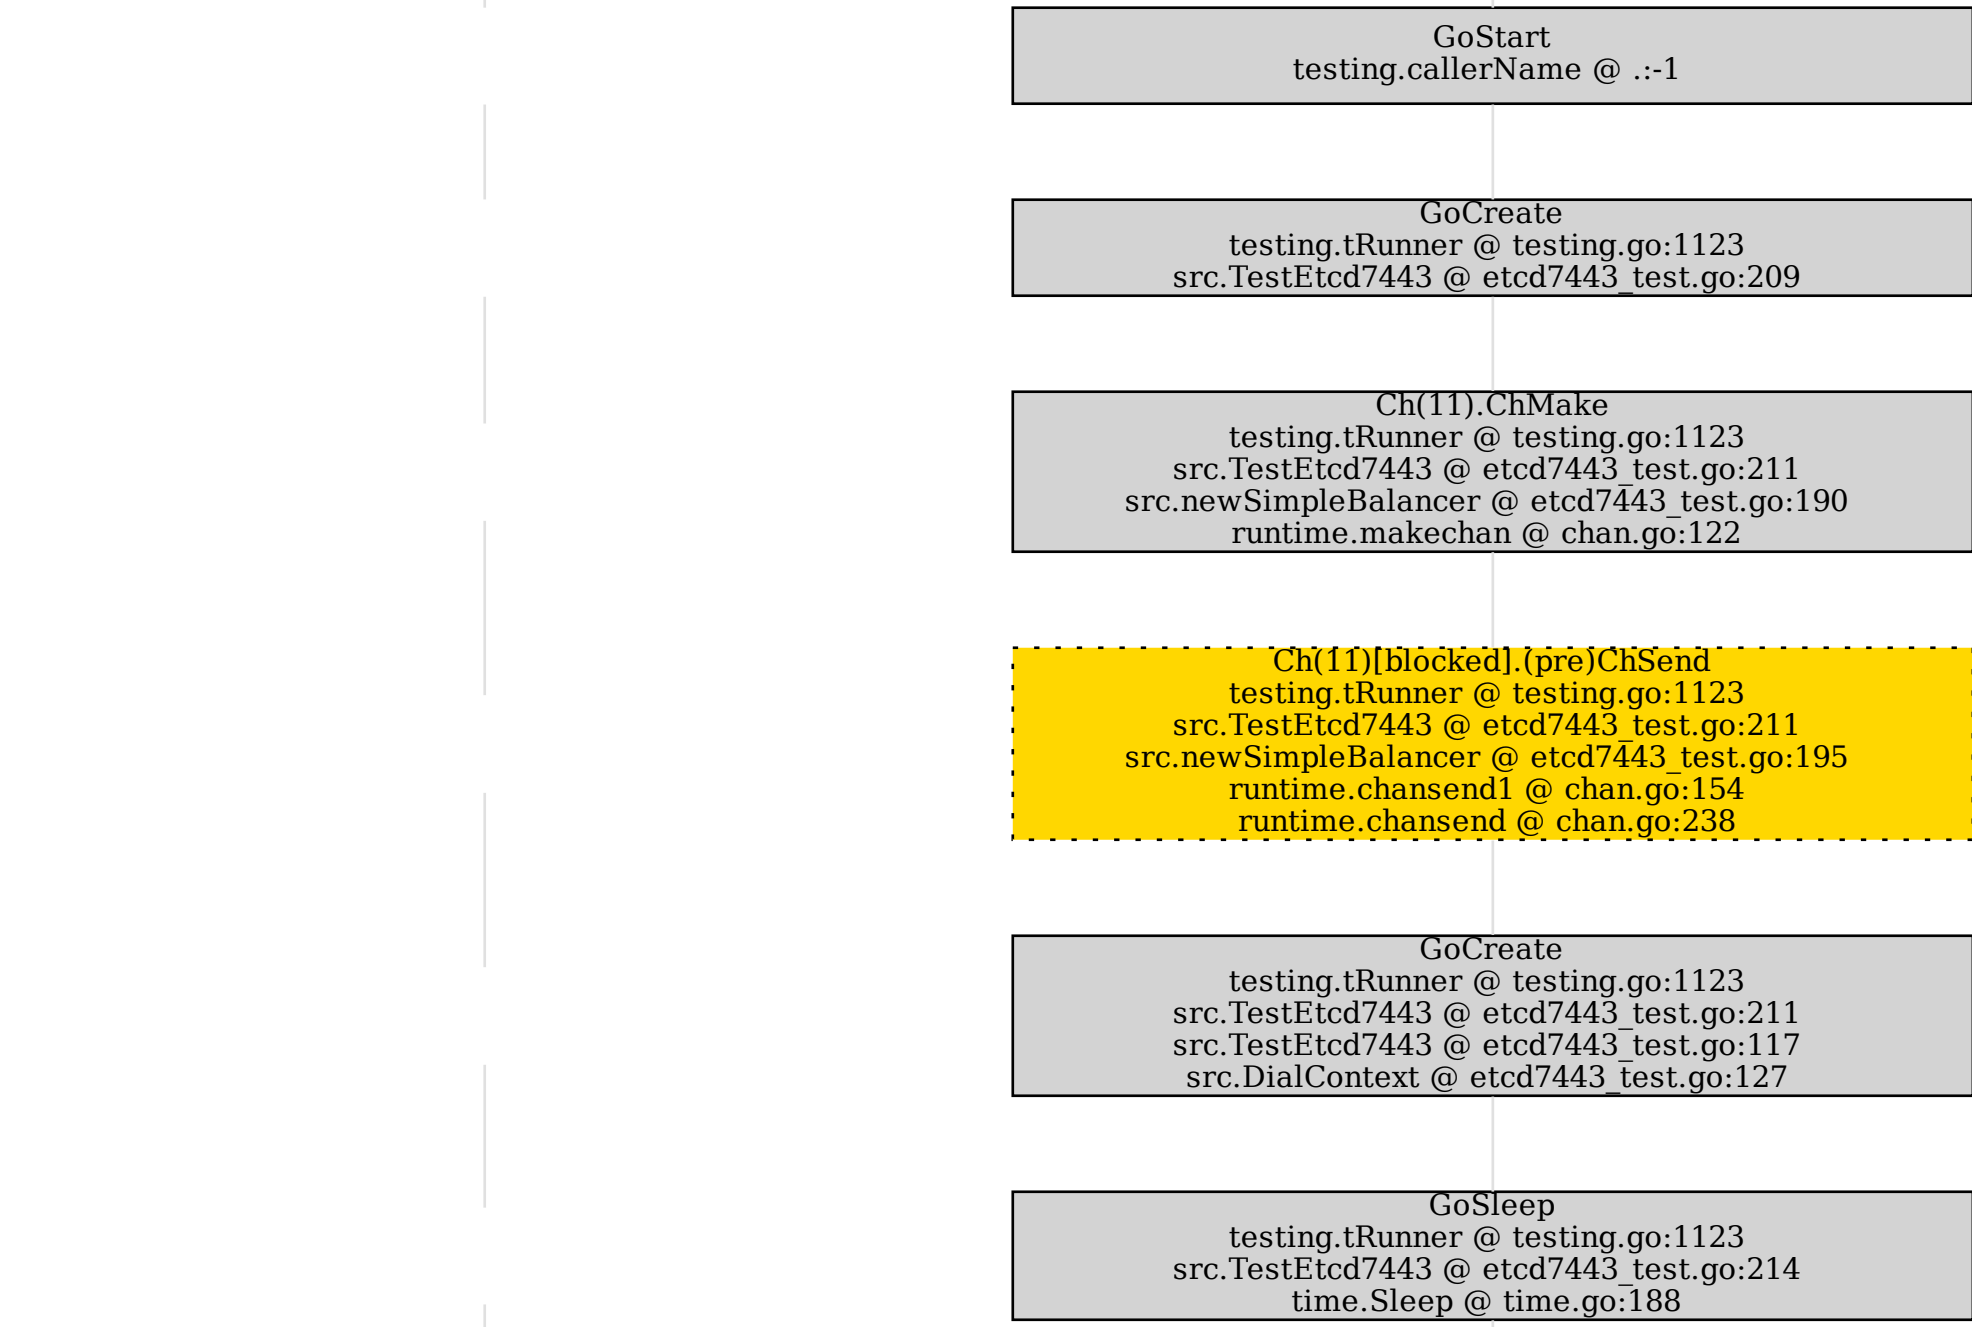 GoStart
testing.callerName @ .:-1
GoCreate
testing.tRunner @ testing.go:1123
src.TestEtcd7443 @ etcd7443_test.go:209
Ch(11).ChMake
testing.tRunner @ testing.go:1123
src.TestEtcd7443 @ etcd7443_test.go:211
src.newSimpleBalancer @ etcd7443_test.go:190
runtime.makechan @ chan.go:122
Ch(11)[blocked].(pre)ChSend
testing.tRunner @ testing.go:1123
src.TestEtcd7443 @ etcd7443_test.go:211
src.newSimpleBalancer @ etcd7443_test.go:195
runtime.chansend1 @ chan.go:154
runtime.chansend @ chan.go:238
GoCreate
testing.tRunner @ testing.go:1123
src.TestEtcd7443 @ etcd7443_test.go:211
src.TestEtcd7443 @ etcd7443_test.go:117
src.DialContext @ etcd7443_test.go:127
GoSleep
testing.tRunner @ testing.go:1123
src.TestEtcd7443 @ etcd7443_test.go:214
time.Sleep @ time.go:188